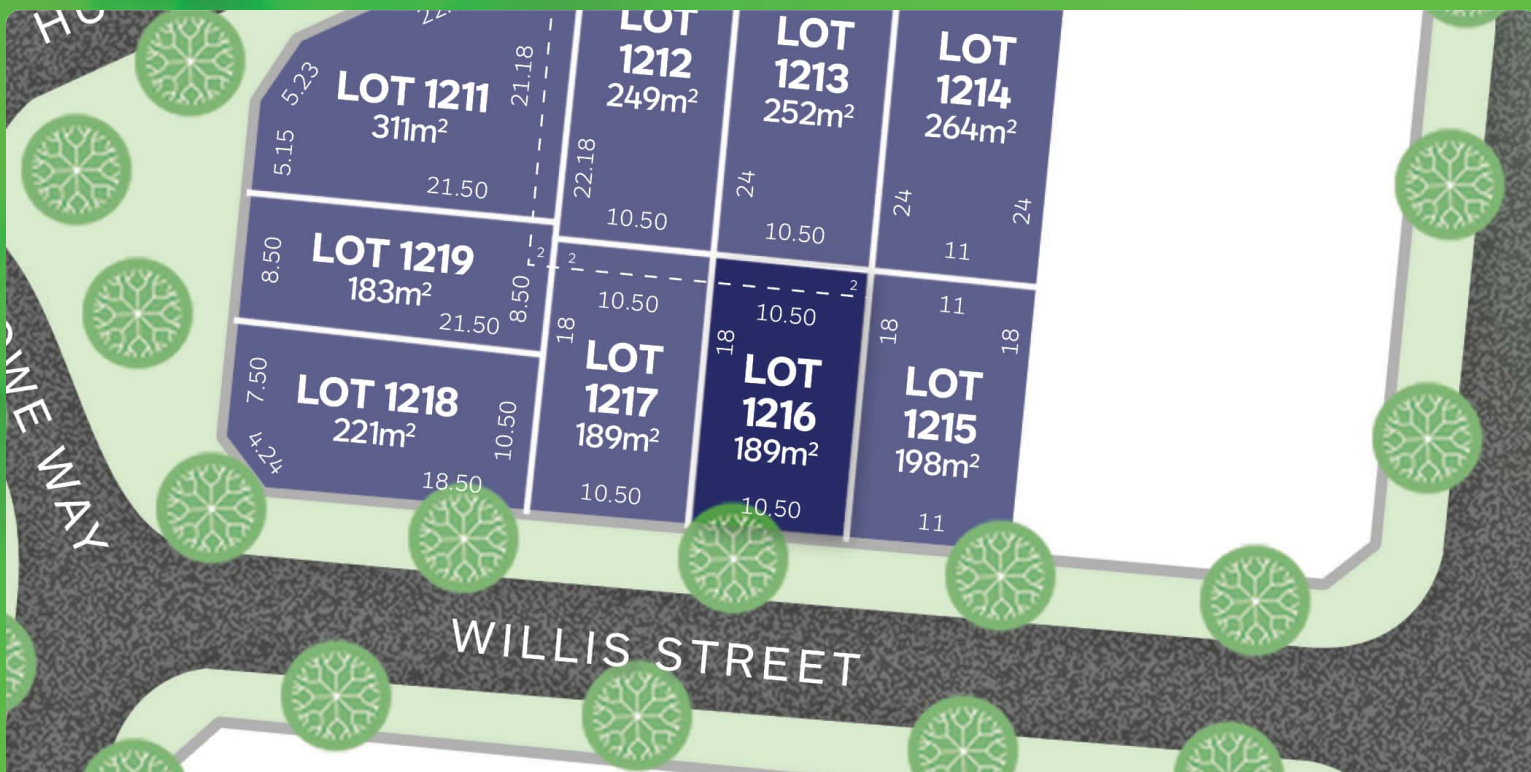 5.23
LOT 1211
311m²
5.15
21.18
21.50
LOT
1212
249m²
22.18
10.50
LOT
1213
252m²
24
10.50
LOT
1214
264m²
24
24
11
LOT 1219
183m²
8.50
8.50
21.50
2
2
10.50
18
LOT
1217
189m²
10.50
2
10.50
18
LOT
1216
189m²
10.50
11
18
18
LOT
1215
198m²
11
7.50
LOT 1218
221m²
10.50
4.24
18.50
WAY
WILLIS STREET